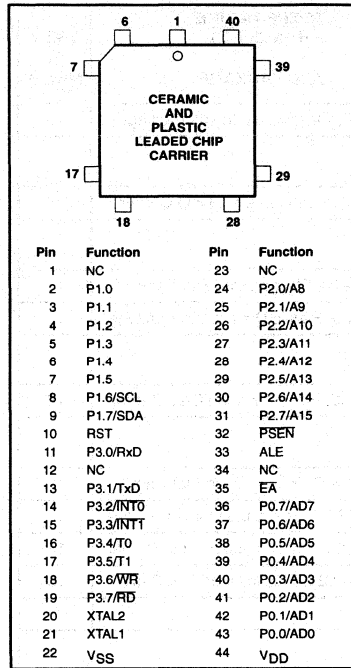 6 1 40
7 39
CERAMIC
AND
PLASTIC
LEADED CHIP
CARRIER
17 29
18 28
Pin Function Pin Function
1 NC 23 NC
2 P1.0 24 P2.0/A8
3 P1.1 25 P2.1/A9
4 P1.2 26 P2.2/A10
5 P1.3 27 P2.3/A11
6 P1.4 28 P2.4/A12
7 P1.5 29 P2.5/A13
8 P1.6/SCL 30 P2.6/A14
9 P1.7/SDA 31 P2.7/A15
10 RST 32 PSEN
11 P3.0/RxD 33 ALE
12 NC 34 NC
13 P3.1/TxD 35 EA
14 P3.2/INT0 36 P0.7/AD7
15 P3.3/INT1 37 P0.6/AD6
16 P3.4/T0 38 P0.5/AD5
17 P3.5/T1 39 P0.4/AD4
18 P3.6/WR 40 P0.3/AD3
19 P3.7/RD 41 P0.2/AD2
20 XTAL2 42 P0.1/AD1
21 XTAL1 43 P0.0/AD0
22 VSS 44 VDD